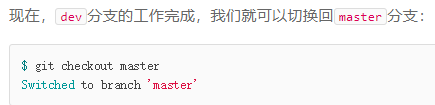 现在，dev分支的工作完成，我们就可以切换回master分支：
$ git checkout master
Switched to branch 'master'